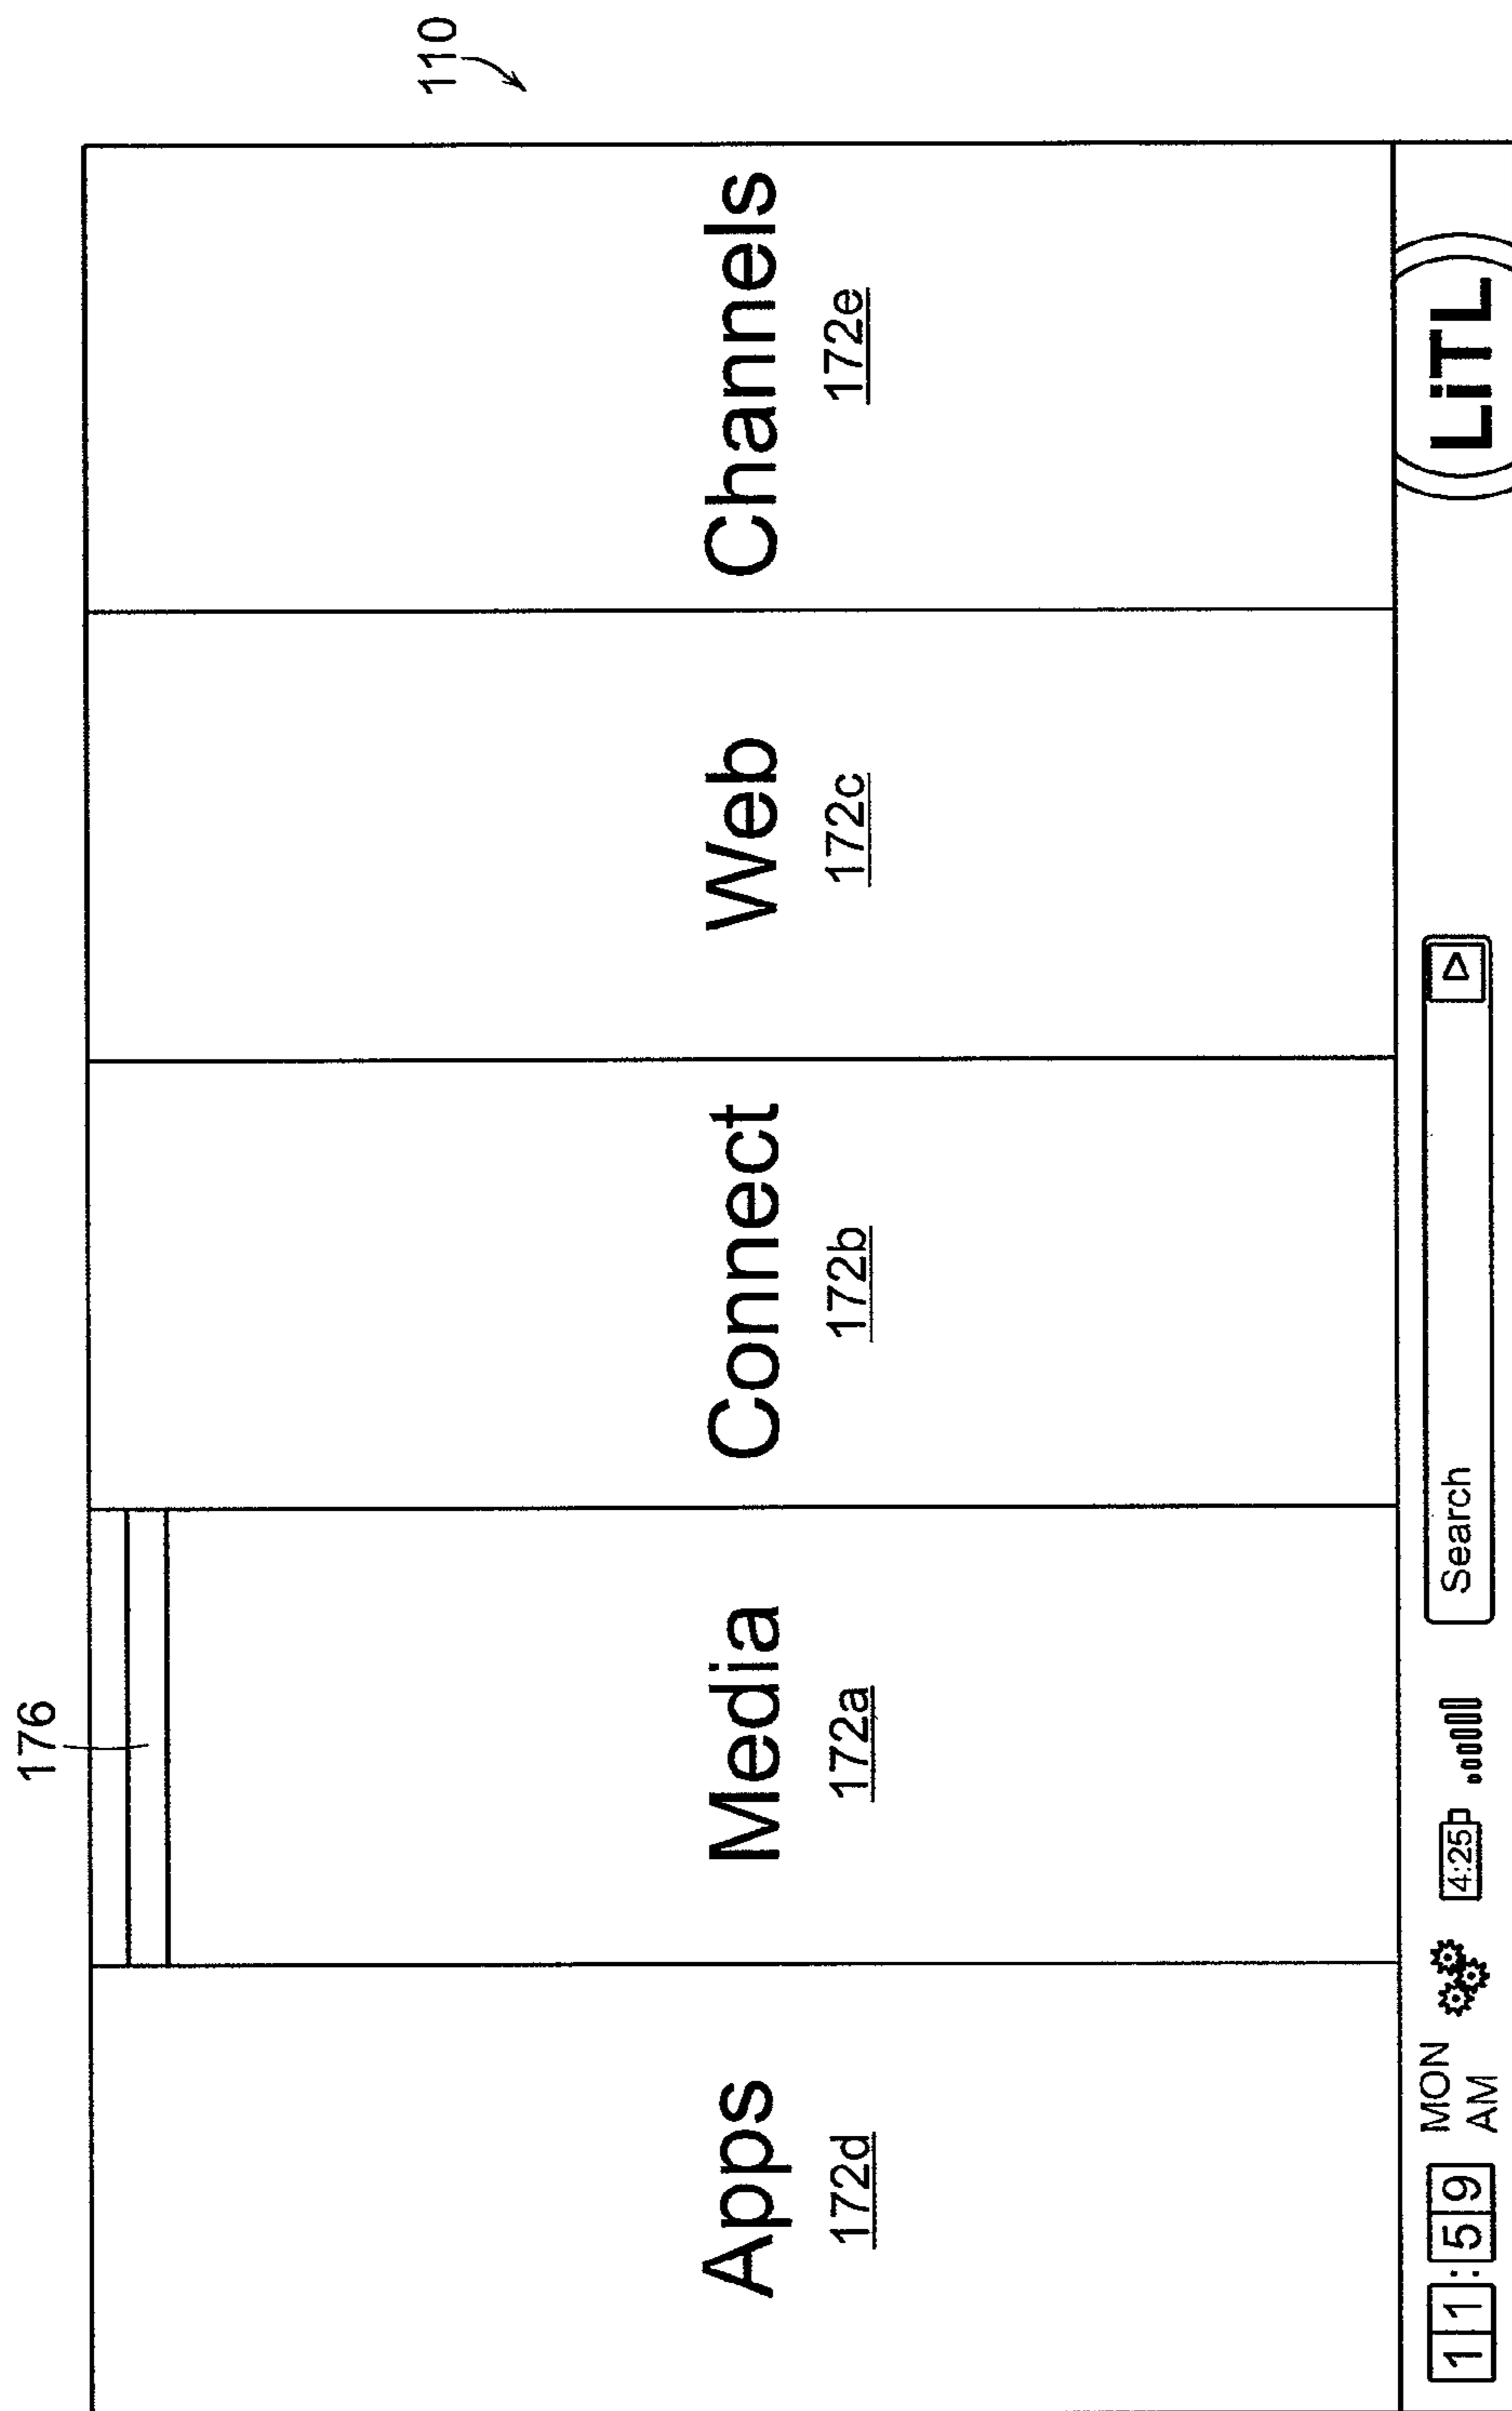 110
176
Apps
172d
Media
172a
Connect
172b
Web
172c
Channels
172e
11:59
MON
AM
4:25
Search
LiTL